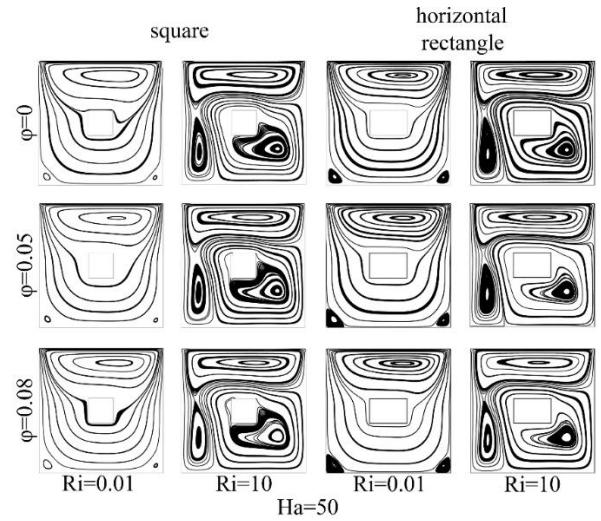 square
horizontal
rectangle
φ=0
φ=0.05
φ=0.08
Ri=0.01 Ri=10 Ri=0.01 Ri=10
Ha=50